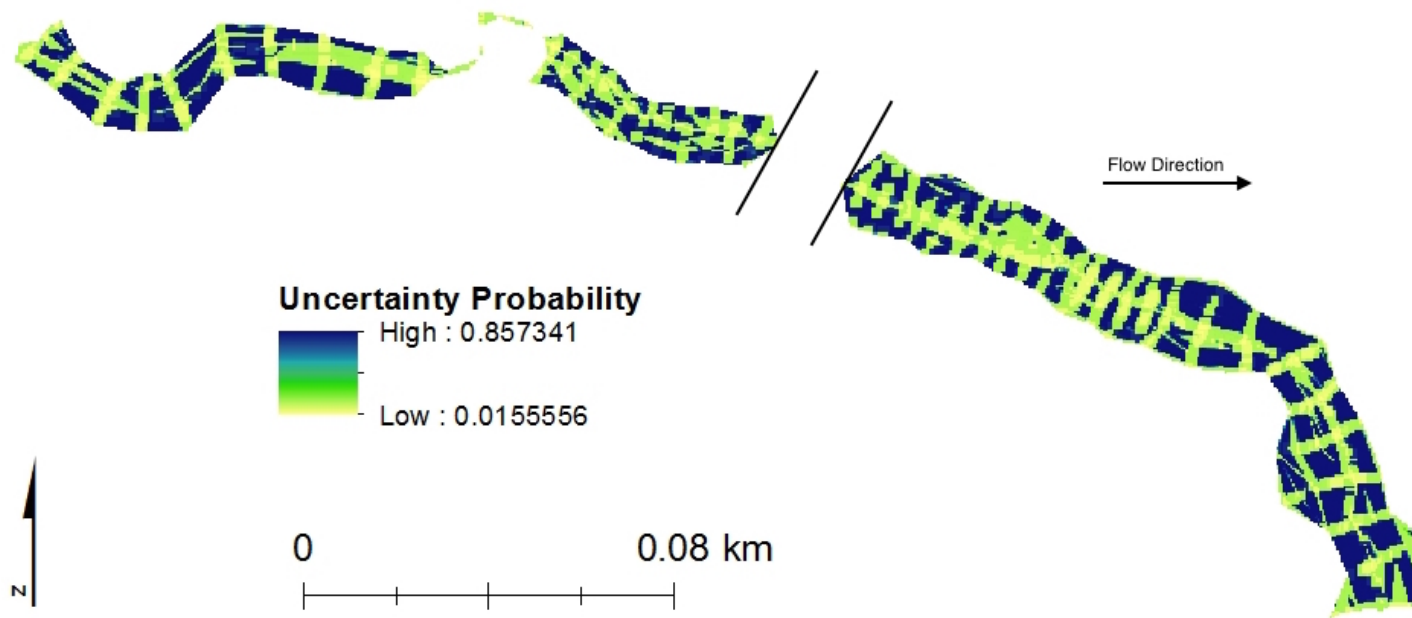 Flow Direction
Uncertainty Probability
High : 0.857341
Low : 0.0155556
0 0.08 km
z